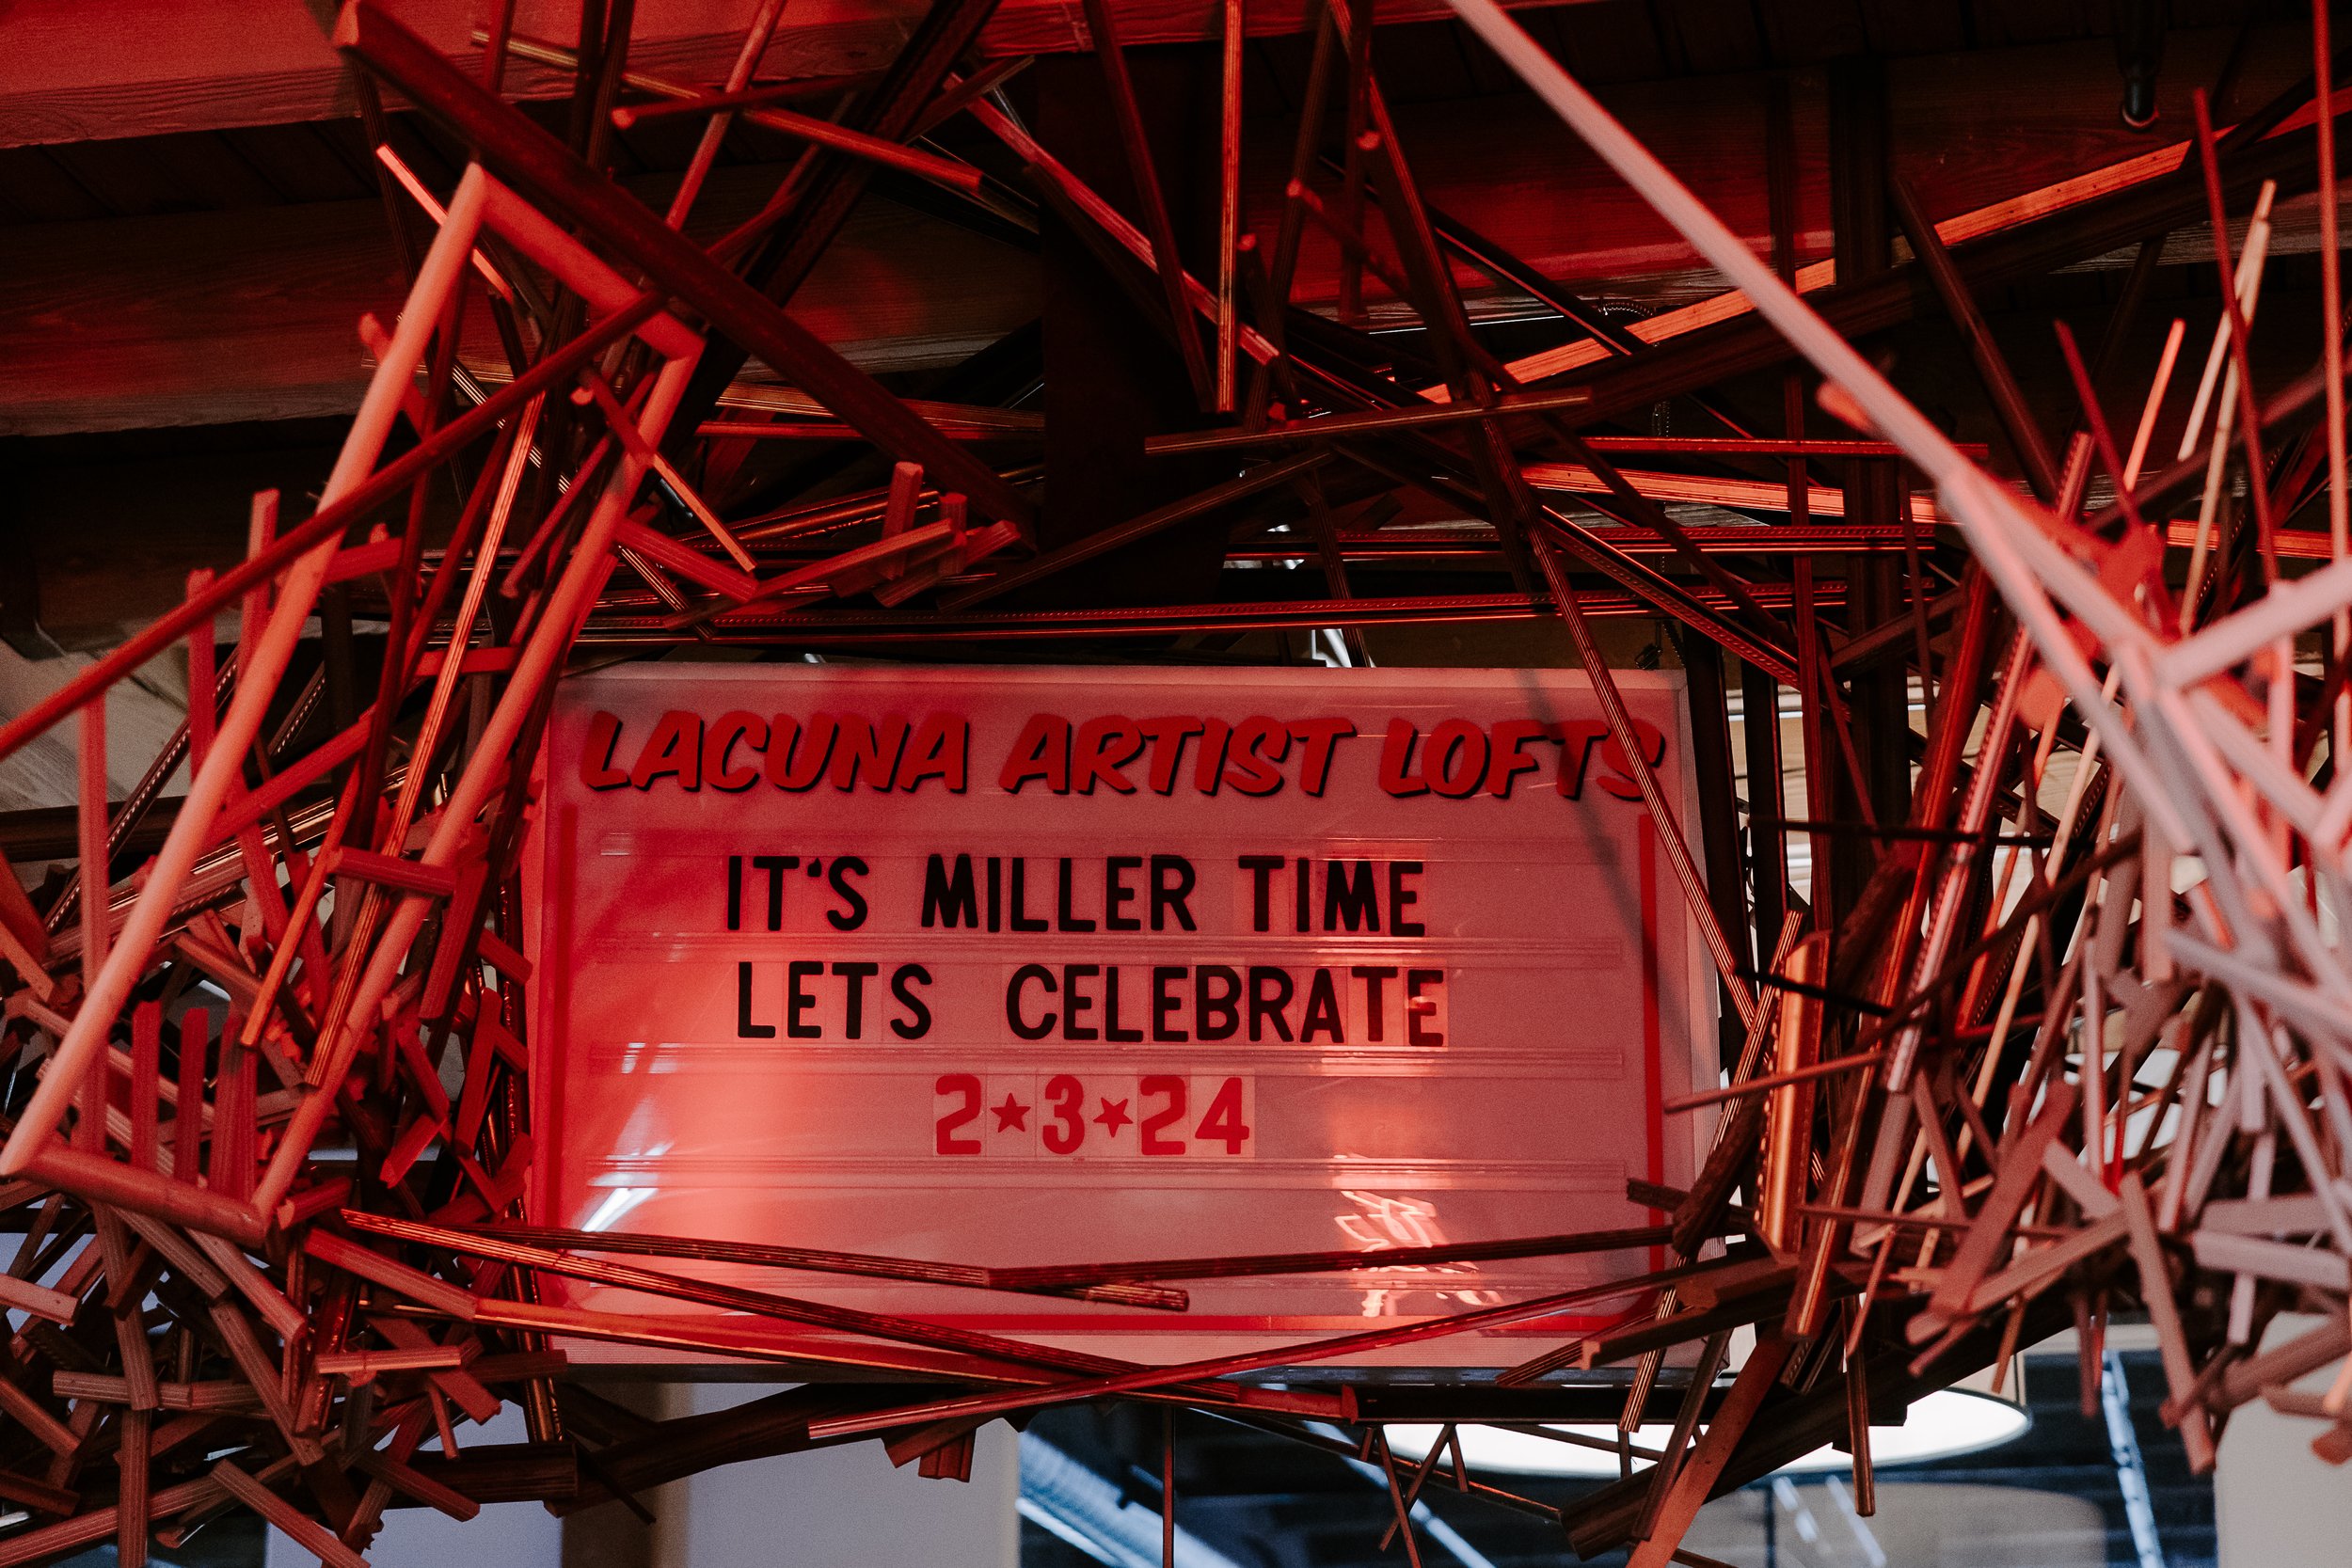 LACUNA ARTIST LOFTS
IT'S MILLER TIME
LETS CELEBRATE
2★3★24